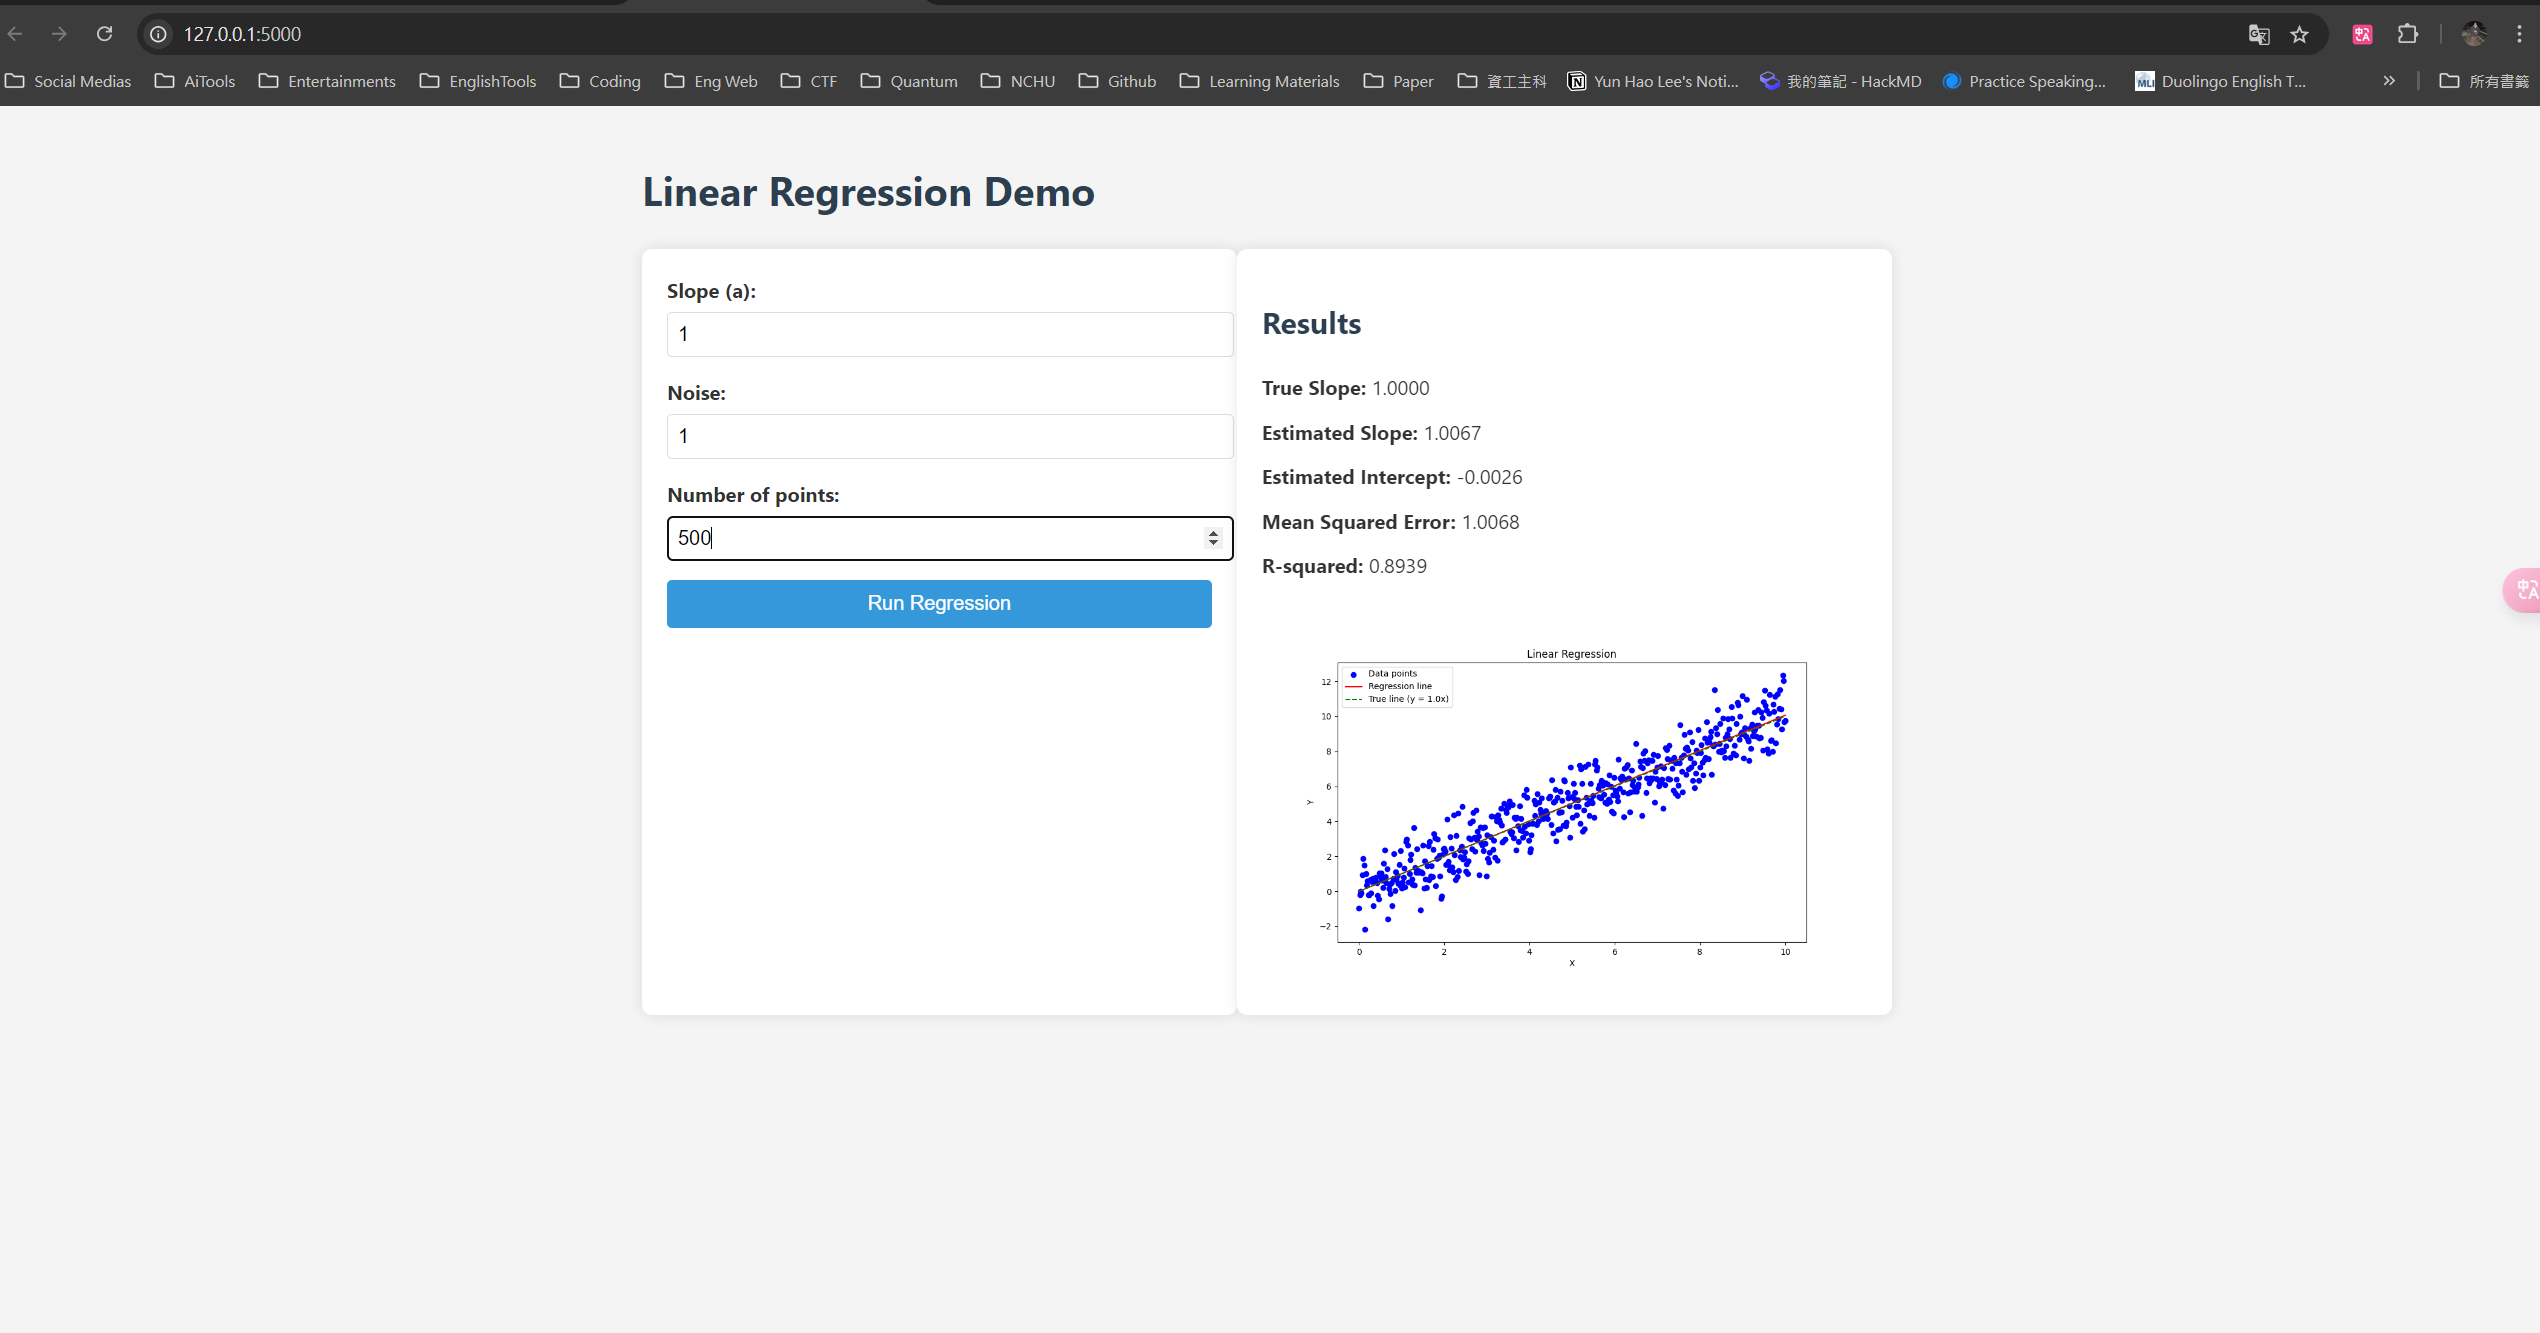 127.0.0.1:5000
Social Medias AiTools Entertainments EnglishTools Coding Eng Web CTF Quantum NCHU Github Learning Materials Paper 資工主科 Yun Hao Lee's Noti... 我的筆記 - HackMD Practice Speaking... MLI Duolingo English T... » 所有書籤
Linear Regression Demo
Slope (a):
1
Noise:
1
Number of points:
500
Run Regression
Results
True Slope: 1.0000
Estimated Slope: 1.0067
Estimated Intercept: -0.0026
Mean Squared Error: 1.0068
R-squared: 0.8939
Linear Regression
Data points
Regression line
True line (y = 1.0x)
12
10
8
6
4
2
0
−2
Y
0 2 4 6 8 10
X
中A